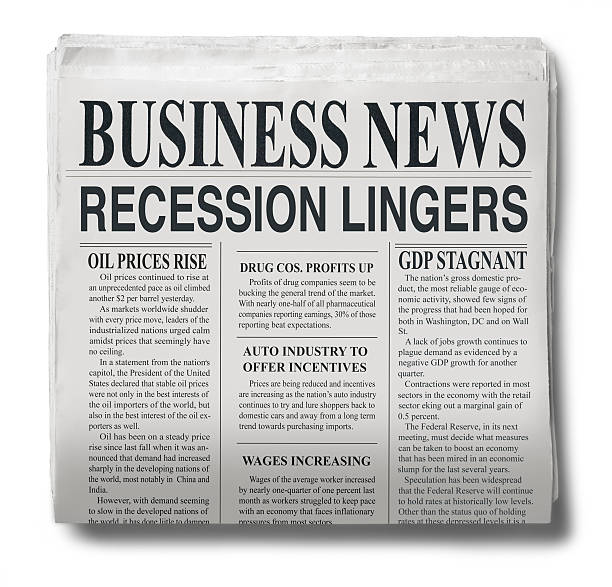 BUSINESS NEWS
RECESSION LINGERS
OIL PRICES RISE
Oil prices continued to rise at
an unprecedented pace as oil climbed
another $2 per barrel yesterday.
As markets worldwide shudder
with every price move, leaders of the
industrialized nations urged calm
amidst prices that seemingly have
no ceiling.
In a statement from the nation's
capitol, the President of the United
States declared that stable oil prices
were not only in the best interests of
the oil importers of the world, but
also in the best interest of the oil ex-
porters as well.
Oil has been on a steady price
rise since last fall when it was an-
nounced that demand had increased
sharply in the developing nations of
the world, most notably in China and
India.
However, with demand seeming
to slow in the developed nations of
the world, it has done little to dampen
DRUG COS. PROFITS UP
Profits of drug companies seem to be
bucking the general trend of the market.
With nearly one-half of all pharmaceutical
companies reporting earnings, 30% of those
reporting beat expectations.
AUTO INDUSTRY TO
OFFER INCENTIVES
Prices are being reduced and incentives
are increasing as the nation's auto industry
continues to try and lure shoppers back to
domestic cars and away from a long term
trend towards purchasing imports.
WAGES INCREASING
Wages of the average worker increased
by nearly one-quarter of one percent last
month as workers struggled to keep pace
with an economy that faces inflationary
pressures from most sectors.
GDP STAGNANT
The nation's gross domestic pro-
duct, the most reliable gauge of eco-
nomic activity, showed few signs of
the progress that had been hoped for
both in Washington, DC and on Wall
St.
A lack of jobs growth continues to
plague demand as evidenced by a
negative GDP growth for another
quarter.
Contractions were reported in most
sectors in the economy with the retail
sector eking out a marginal gain of
0.5 percent.
The Federal Reserve, in its next
meeting, must decide what measures
can be taken to boost an economy
that has been mired in an economic
slump for the last several years.
Speculation has been widespread
that the Federal Reserve will continue
to hold rates at historically low levels.
Other than the status quo of holding
rates at these depressed levels it is a